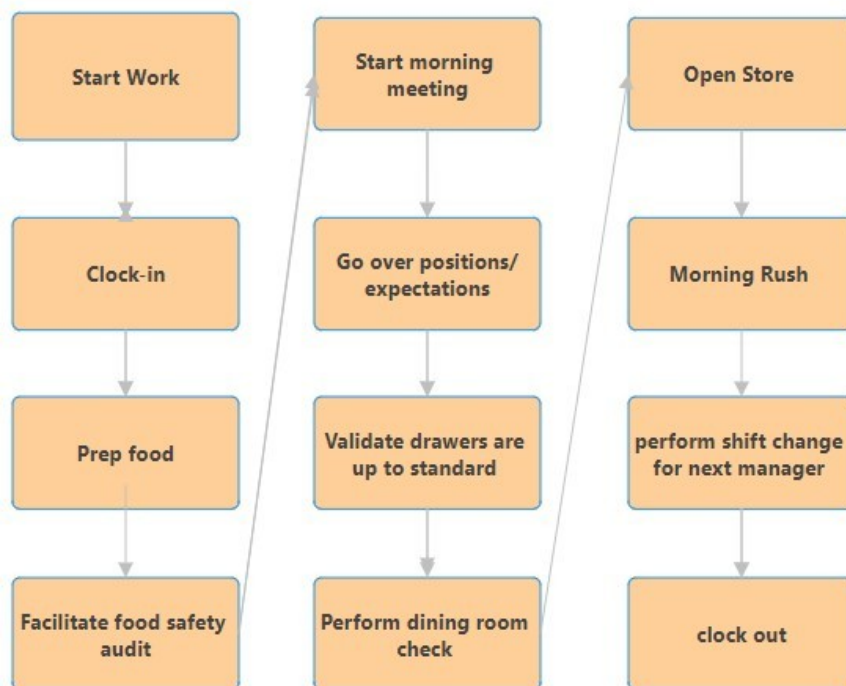 Start Work
Clock-in
Prep food
Facilitate food safety
audit
Start morning
meeting
Go over positions/
expectations
Validate drawers are
up to standard
Perform dining room
check
Open Store
Morning Rush
perform shift change
for next manager
clock out